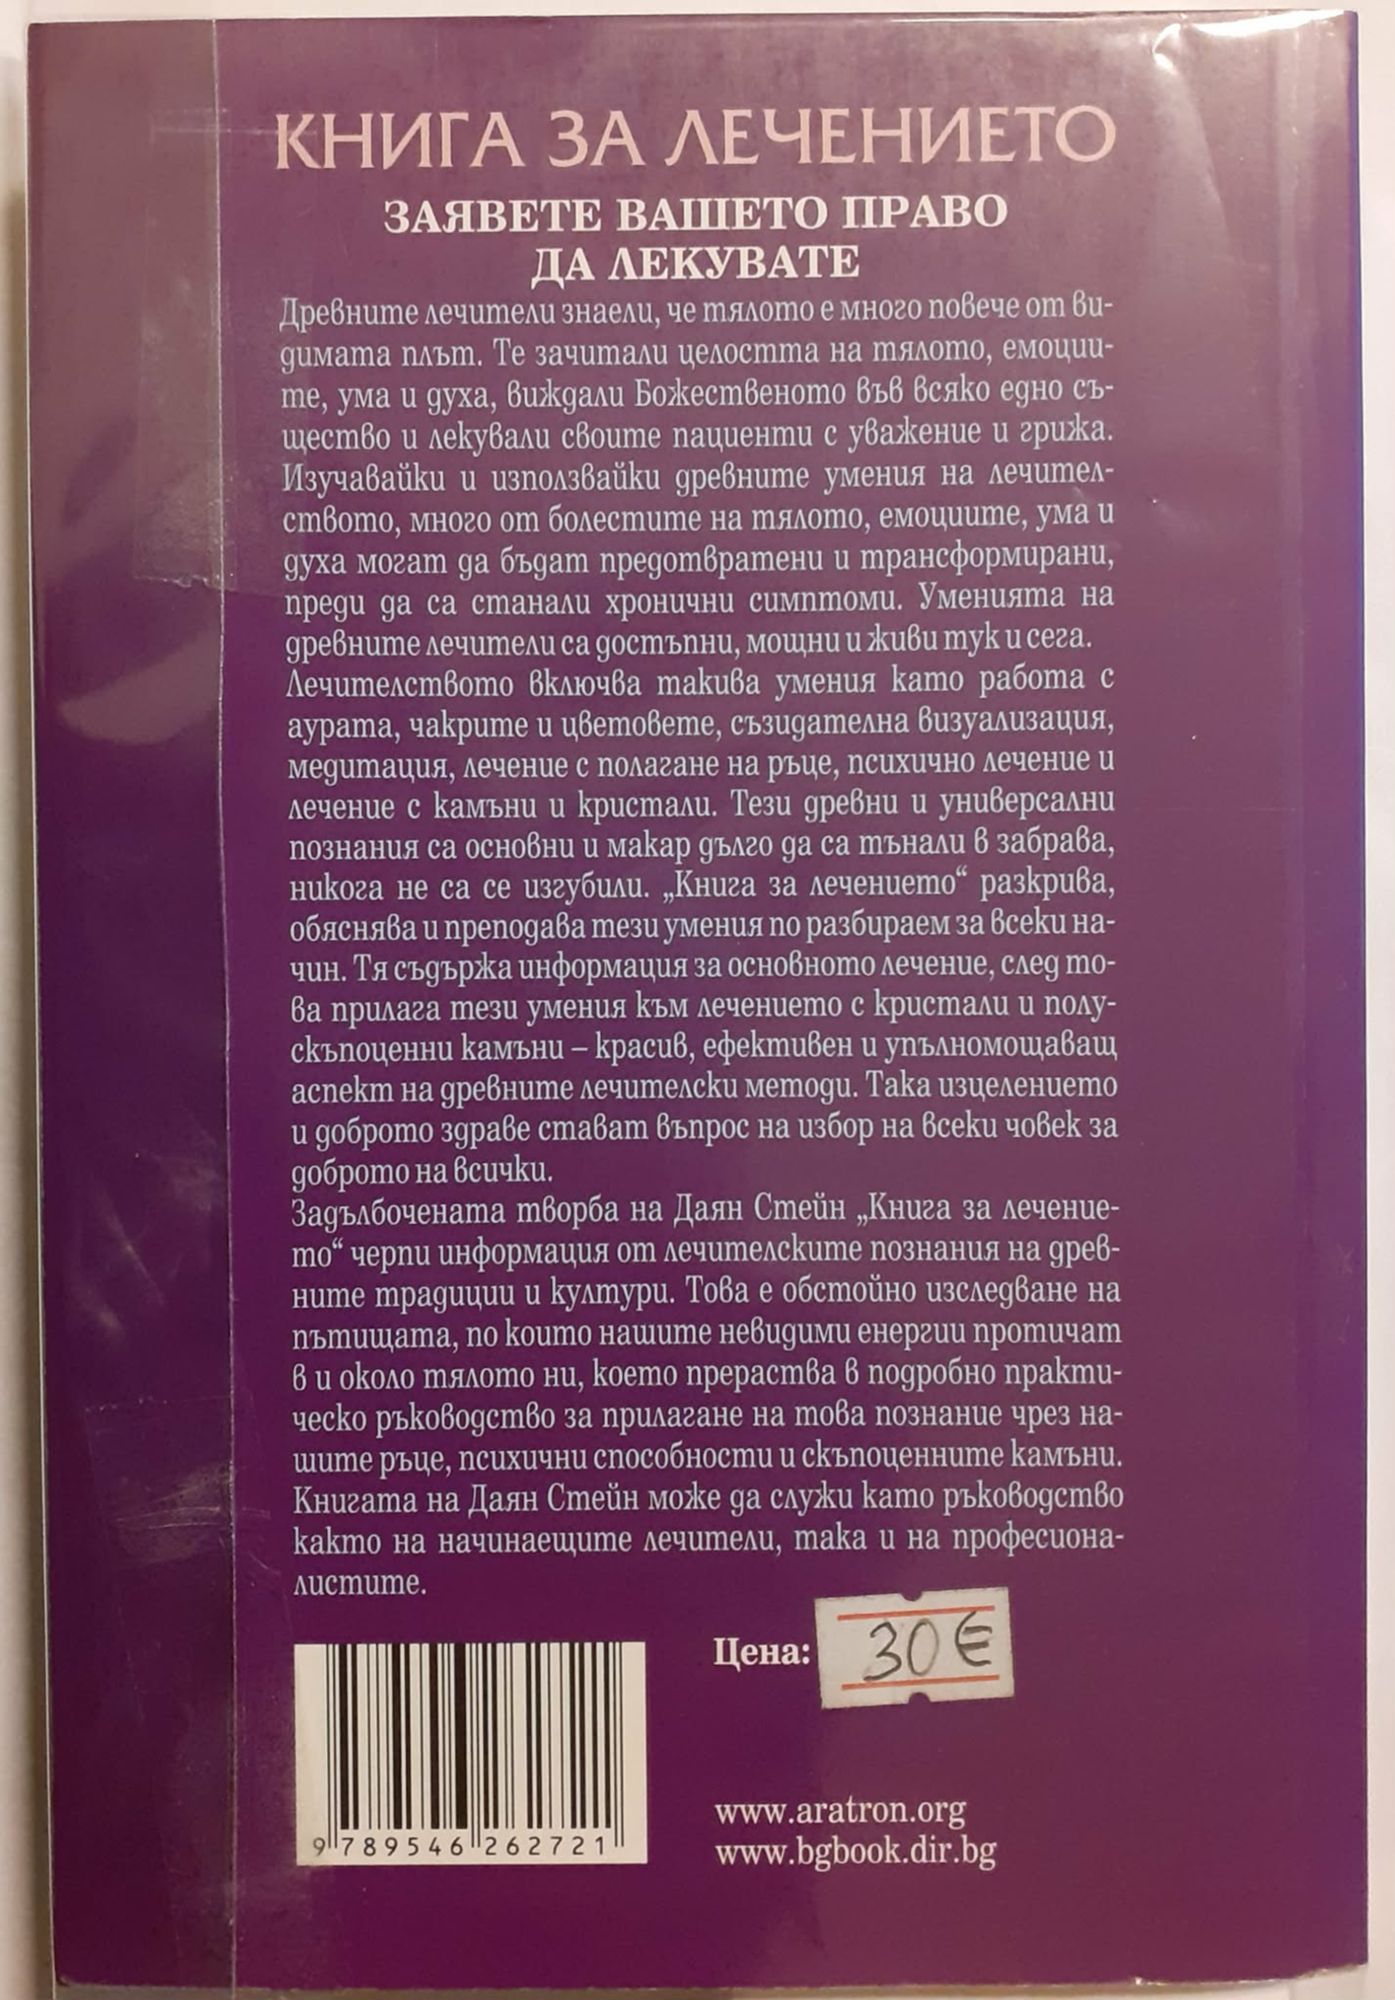 КНИГА ЗА ЛЕЧЕНИЕТО
ЗАЯВЕТЕ ВАШЕТО ПРАВО
ДА ЛЕКУВАТЕ
Древните лечители знаели, че тялото е много повече от ви-
димата плът. Те зачитали целостта на тялото, емоции-
те, ума и духа, виждали Божественото във всяко едно съ-
щество и лекували своите пациенти с уважение и грижа.
Изучавайки и използвайки древните умения на лечител-
ството, много от болестите на тялото, емоциите, ума и
духа могат да бъдат предотвратени и трансформирани,
преди да са станали хронични симптоми. Уменията на
древните лечители са достъпни, мощни и живи тук и сега.
Лечителството включва такива умения като работа с
аурата, чакрите и цветовете, съзидателна визуализация,
медитация, лечение с полагане на ръце, психично лечение и
лечение с камъни и кристали. Тези древни и универсални
познания са основни и макар дълго да са тънали в забрава,
никога не са се изгубили. „Книга за лечението“ разкрива,
обяснява и преподава тези умения по разбираем за всеки на-
чин. Тя съдържа информация за основното лечение, след то-
ва прилага тези умения към лечението с кристали и полу-
скъпоценни камъни – красив, ефективен и упълномощаващ
аспект на древните лечителски методи. Така изцелението
и доброто здраве стават въпрос на избор на всеки човек за
доброто на всички.
Задълбочената творба на Даян Стейн „Книга за лечение-
то“ черпи информация от лечителските познания на древ-
ните традиции и култури. Това е обстойно изследване на
пътищата, по които нашите невидими енергии протичат
в и около тялото ни, което прераства в подробно практи-
ческо ръководство за прилагане на това познание чрез на-
шите ръце, психични способности и скъпоценните камъни.
Книгата на Даян Стейн може да служи като ръководство
както на начинаещите лечители, така и на професиона-
листите.
Цена: 30 €
9 789546 262721
www.aratron.org
www.bgbook.dir.bg